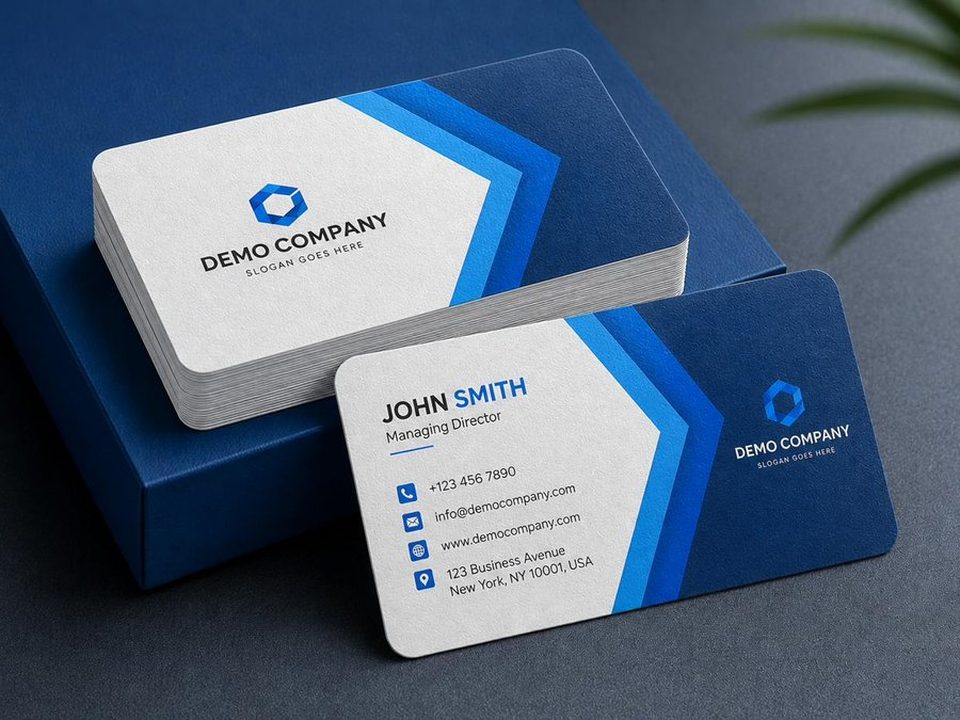 DEMO COMPANY
SLOGAN GOES HERE
JOHN SMITH
Managing Director
+123 456 7890
info@democompany.com
www.democompany.com
123 Business Avenue
New York, NY 10001, USA
DEMO COMPANY
SLOGAN GOES HERE